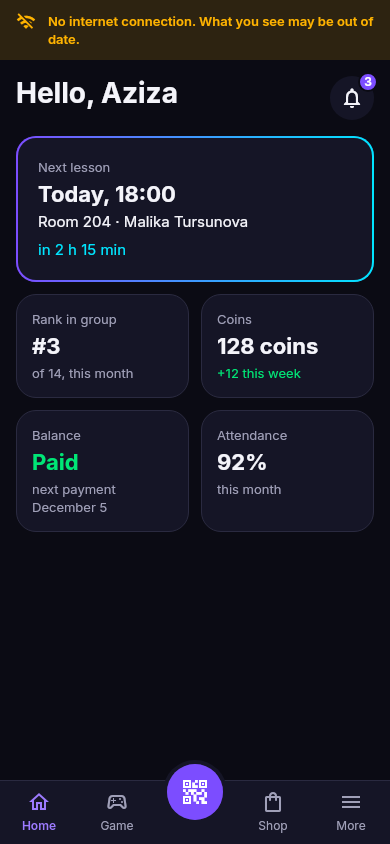 No internet connection. What you see may be out of
date.
Hello, Aziza
3
Next lesson
Today, 18:00
Room 204 · Malika Tursunova
in 2 h 15 min
Rank in group
#3
of 14, this month
Coins
128 coins
+12 this week
Balance
Paid
next payment
December 5
Attendance
92%
this month
Home
Game
Shop
More